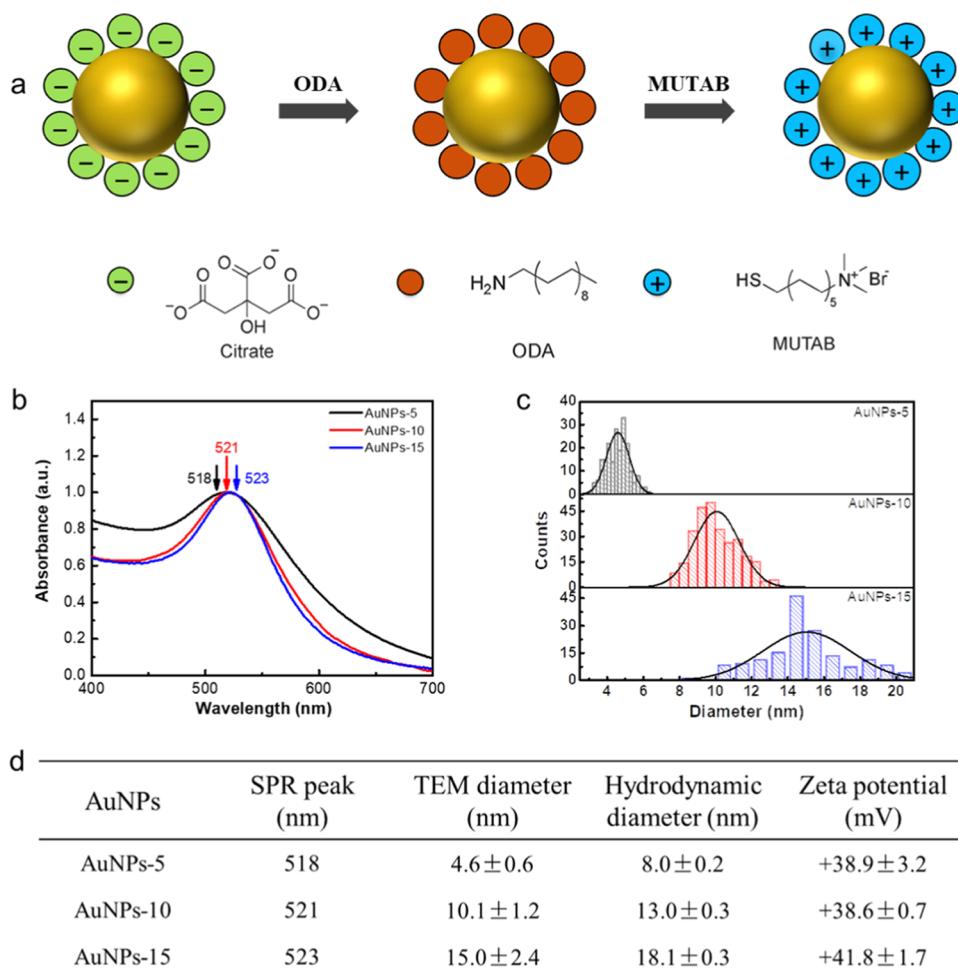 a
ODA
MUTAB
− − − − − − − − − − −
+ + + + + + + + + + +
−
O⁻
O
O
O
⁻O
O⁻
OH
Citrate
H₂N
8
ODA
+
HS
5
N⁺
Br⁻
MUTAB
b
Absorbance (a.u.)
1.4
1.2
1.0
0.8
0.6
0.4
0.2
0.0
AuNPs-5
AuNPs-10
AuNPs-15
521
518
523
400 500 600 700
Wavelength (nm)
c
Counts
45
30
15
0
40
30
20
10
0
AuNPs-5
45
30
15
0
AuNPs-10
AuNPs-15
4 6 8 10 12 14 16 18 20
Diameter (nm)
d
AuNPs SPR peak (nm) TEM diameter (nm) Hydrodynamic diameter (nm) Zeta potential (mV)
AuNPs-5 518 4.6±0.6 8.0±0.2 +38.9±3.2
AuNPs-10 521 10.1±1.2 13.0±0.3 +38.6±0.7
AuNPs-15 523 15.0±2.4 18.1±0.3 +41.8±1.7